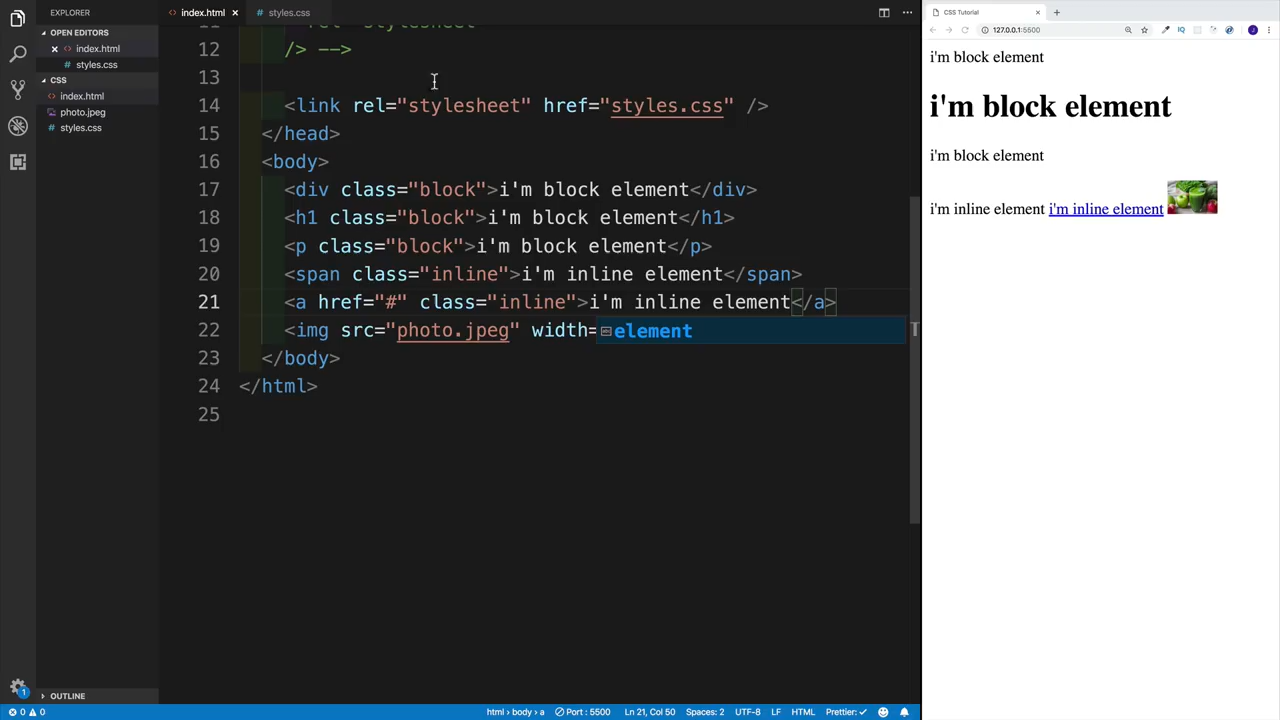 EXPLORER
OPEN EDITORS
index.html
styles.css
CSS
index.html
photo.jpeg
styles.css
OUTLINE
1
index.html
styles.css
12 /> -->
13
14 <link rel="stylesheet" href="styles.css" />
15 </head>
16 <body>
17 <div class="block">i'm block element</div>
18 <h1 class="block">i'm block element</h1>
19 <p class="block">i'm block element</p>
20 <span class="inline">i'm inline element</span>
21 <a href="#" class="inline">i'm inline element</a>
22 <img src="photo.jpeg" width=
element
23 </body>
24 </html>
25
0 0
html › body › a
Port : 5500
Ln 21, Col 50
Spaces: 2
UTF-8
LF
HTML
Prettier: ✓
CSS Tutorial
127.0.0.1:5500
i'm block element
i'm block element
i'm block element
i'm inline element i'm inline element